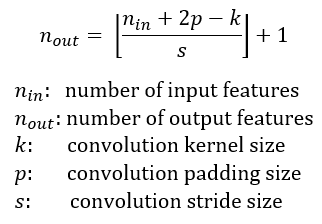 n_out = ⌊(n_in + 2p − k) / s⌋ + 1
n_in: number of input features
n_out: number of output features
k: convolution kernel size
p: convolution padding size
s: convolution stride size